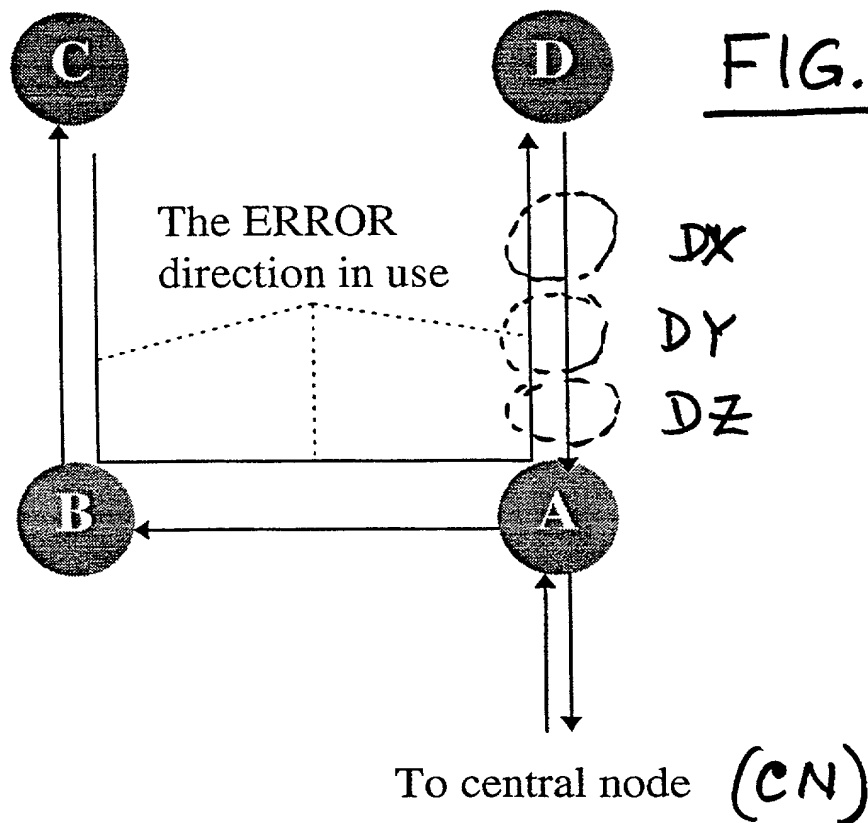 C
D
FIG.
The ERROR
direction in use
DX
DY
DZ
B
A
To central node (CN)